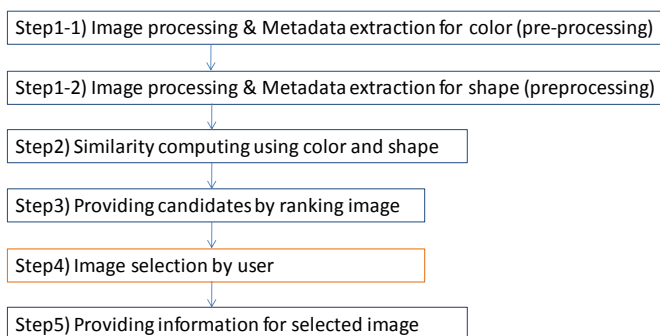 Step1-1) Image processing & Metadata extraction for color (pre-processing)
Step1-2) Image processing & Metadata extraction for shape (preprocessing)
Step2) Similarity computing using color and shape
Step3) Providing candidates by ranking image
Step4) Image selection by user
Step5) Providing information for selected image